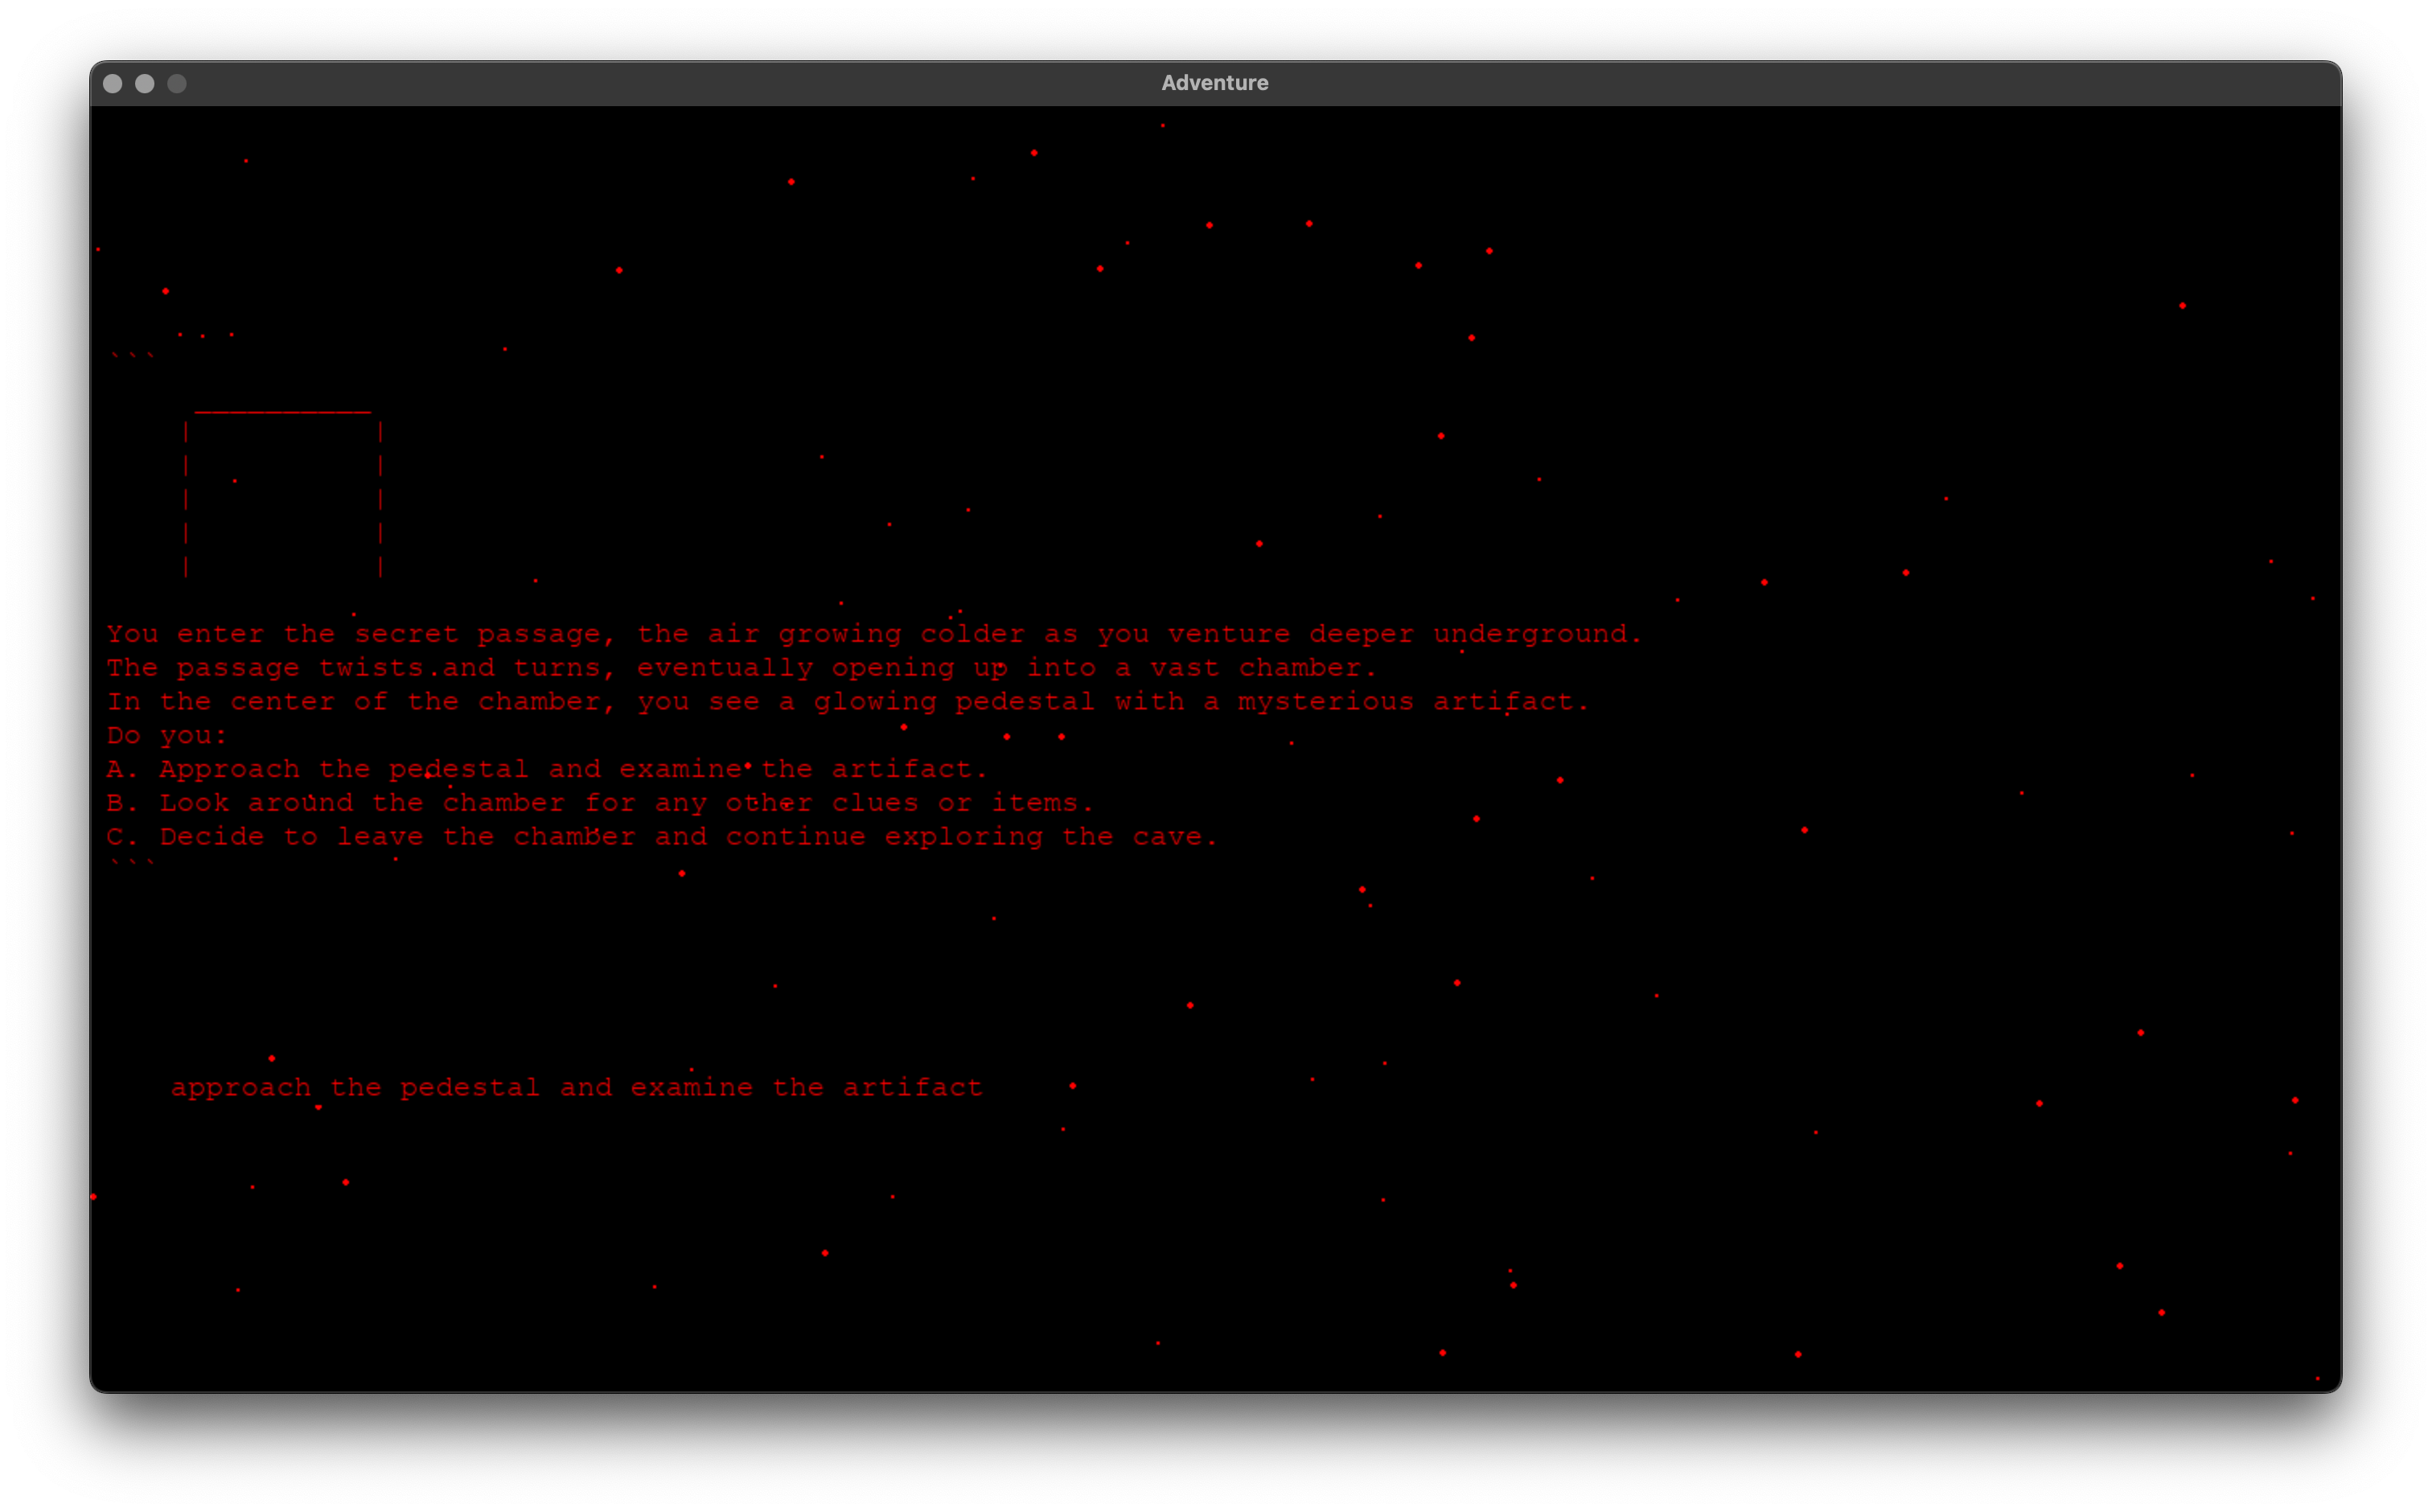 Adventure
```
__________
|          |
|          |
|          |
|          |
|          |
You enter the secret passage, the air growing colder as you venture deeper underground.
The passage twists and turns, eventually opening up into a vast chamber.
In the center of the chamber, you see a glowing pedestal with a mysterious artifact.
Do you:
A. Approach the pedestal and examine the artifact.
B. Look around the chamber for any other clues or items.
C. Decide to leave the chamber and continue exploring the cave.
```
approach the pedestal and examine the artifact